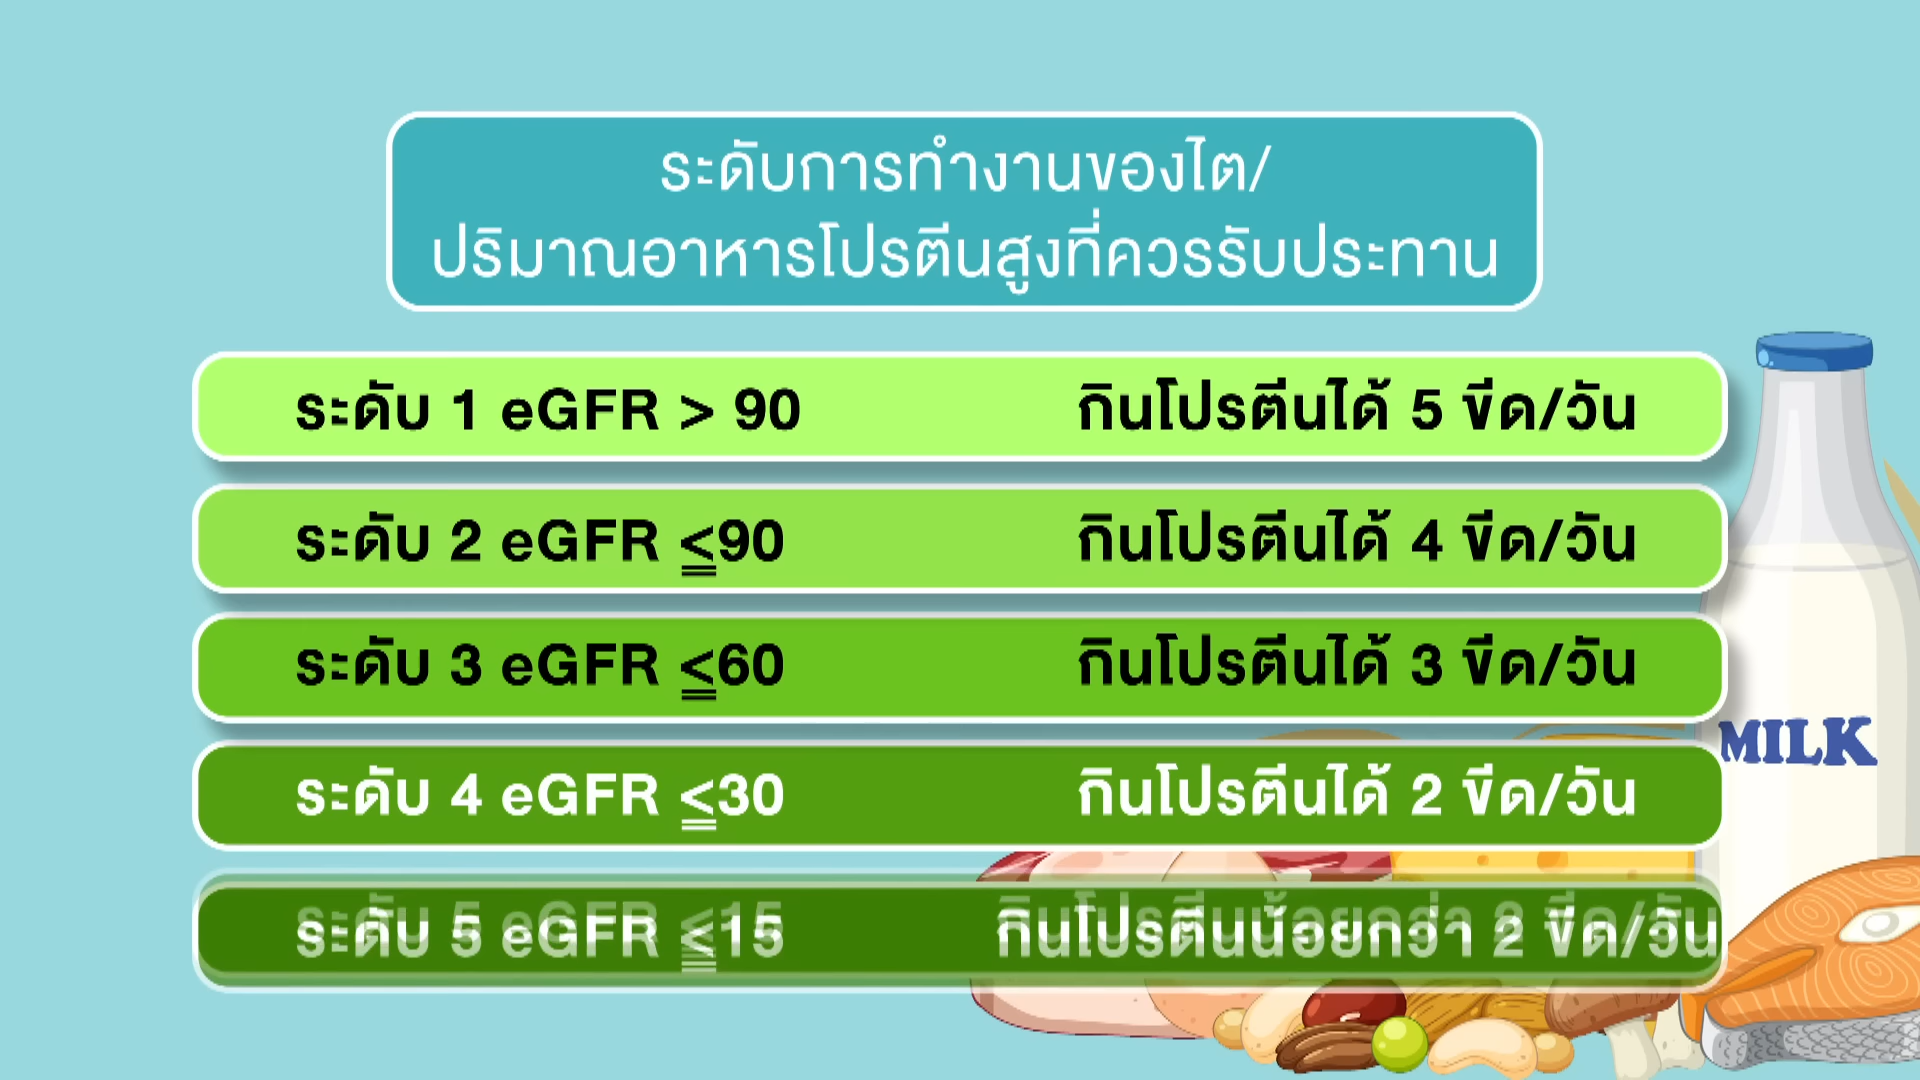 ระดับการทำงานของไต/
ปริมาณอาหารโปรตีนสูงที่ควรรับประทาน
ระดับ 1 eGFR > 90 กินโปรตีนได้ 5 ขีด/วัน
ระดับ 2 eGFR ≤90 กินโปรตีนได้ 4 ขีด/วัน
ระดับ 3 eGFR ≤60 กินโปรตีนได้ 3 ขีด/วัน
MILK
ระดับ 4 eGFR ≤30 กินโปรตีนได้ 2 ขีด/วัน
ระดับ 5 eGFR ≤15 กินโปรตีนน้อยกว่า 2 ขีด/วัน